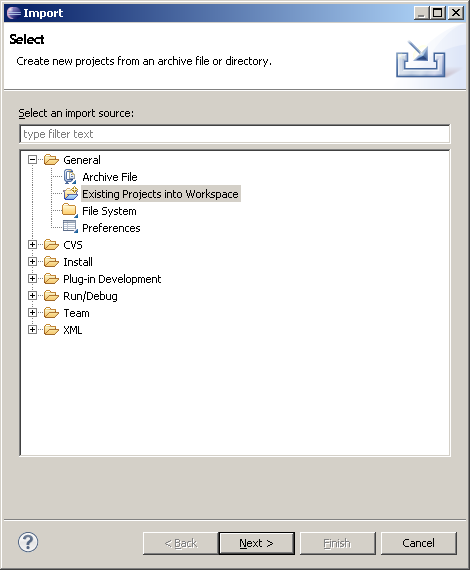 Import
Select
Create new projects from an archive file or directory.
Select an import source:
type filter text
General
Archive File
Existing Projects into Workspace
File System
Preferences
CVS
Install
Plug-in Development
Run/Debug
Team
XML
? < Back Next > Finish Cancel